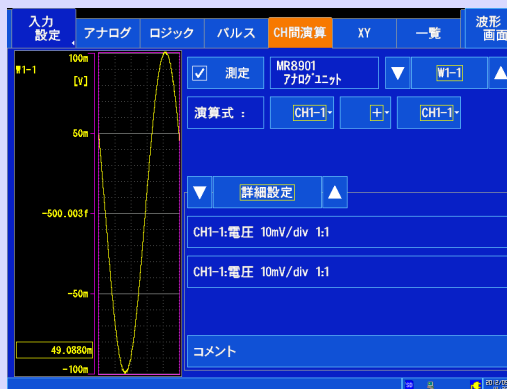 入力
設定 アナログ ロジック パルス CH間演算 XY 一覧 波形
画面
W1-1
100m
[V]
50m
-500.003f
-50m
49.0880m
-100m
測定 MR8901
アナログユニット ▼ W1-1 ▲
演算式 : CH1-1 + CH1-1
▼ 詳細設定 ▲
CH1-1:電圧 10mV/div 1:1
CH1-1:電圧 10mV/div 1:1
コメント